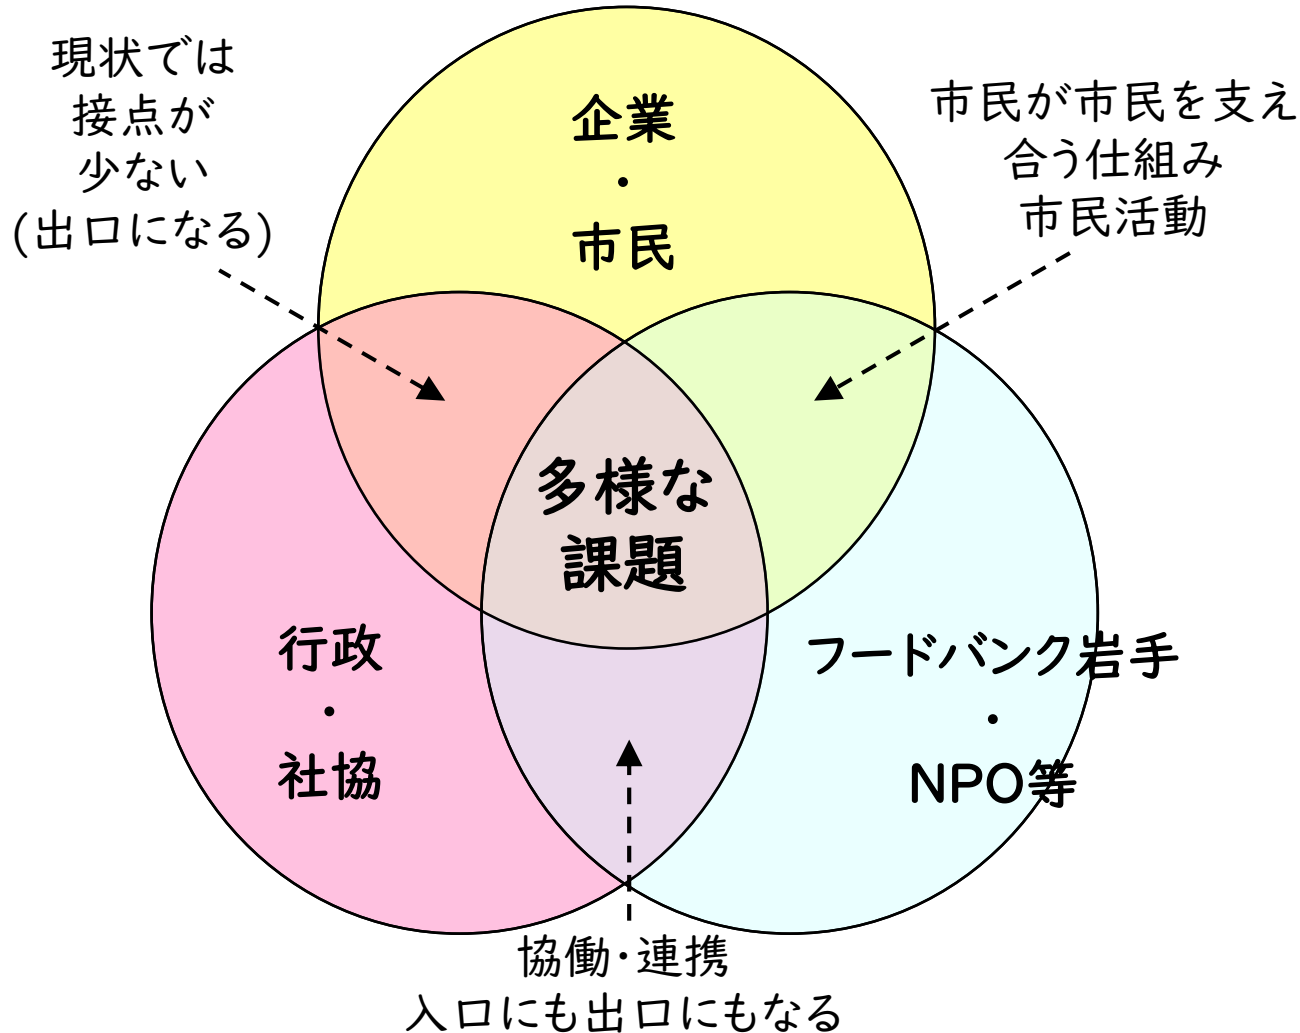 現状では
接点が
少ない
(出口になる)
企業
・
市民
市民が市民を支え
合う仕組み
市民活動
多様な
課題
行政
・
社協
フードバンク岩手
・
NPO等
協働・連携
入口にも出口にもなる